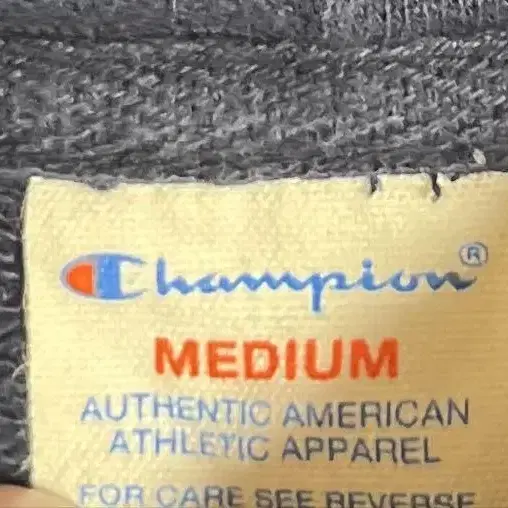 Champion®
MEDIUM
AUTHENTIC AMERICAN
ATHLETIC APPAREL
FOR CARE SEE REVERSE